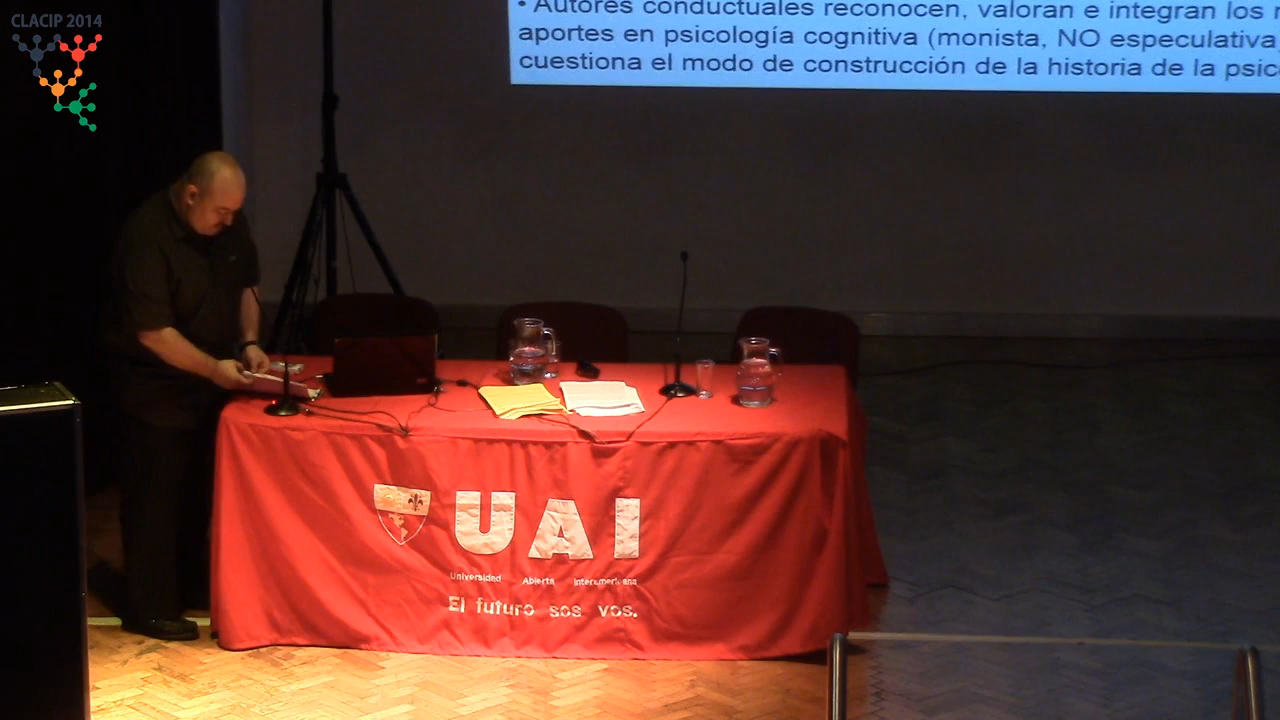 CLACIP 2014
• Autores conductuales reconocen, valoran e integran los
aportes en psicología cognitiva (monista, NO especulativa
cuestiona el modo de construcción de la historia de la
UAI
Universidad Abierta Interamericana
El futuro sos vos.